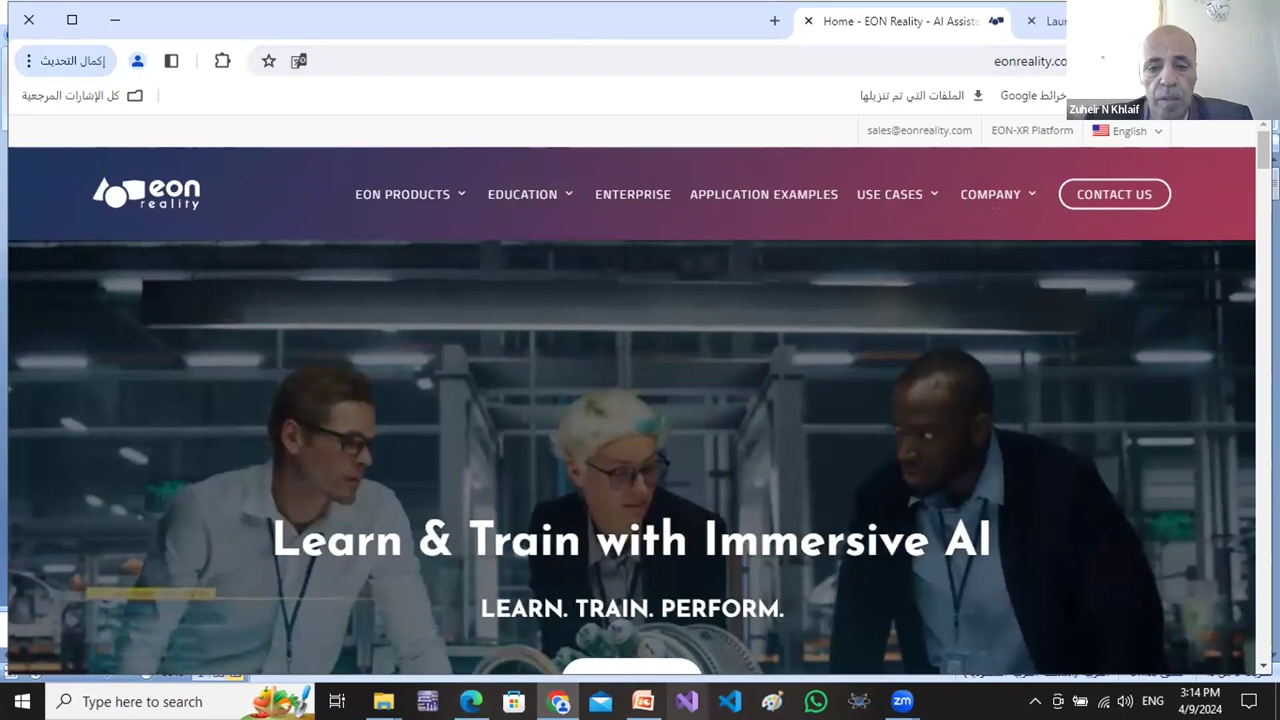 Home - EON Reality - AI Assiste
Lau
إكمال التحديث
eonreality.co
كل الإشارات المرجعية
الملفات التي تم تنزيلها
خرائط Google
Zuheir N Khlaif
sales@eonreality.com
EON-XR Platform
English
eon reality
EON PRODUCTS
EDUCATION
ENTERPRISE
APPLICATION EXAMPLES
USE CASES
COMPANY
CONTACT US
Learn & Train with Immersive AI
LEARN. TRAIN. PERFORM.
Type here to search
zm
ENG
3:14 PM
4/9/2024